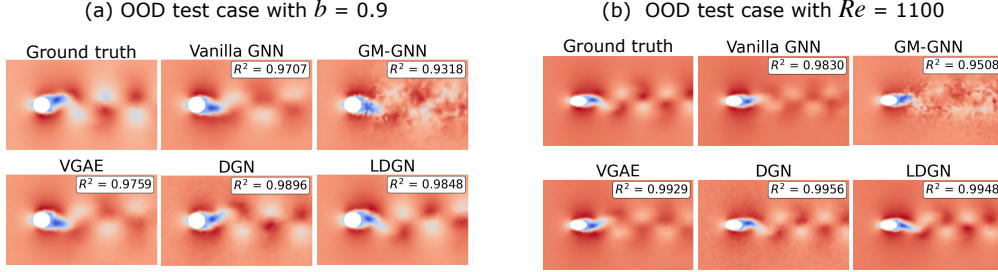 (a) OOD test case with b = 0.9
Ground truth
Vanilla GNN
R² = 0.9707
GM-GNN
R² = 0.9318
VGAE
R² = 0.9759
DGN
R² = 0.9896
LDGN
R² = 0.9848
(b) OOD test case with Re = 1100
Ground truth
Vanilla GNN
R² = 0.9830
GM-GNN
R² = 0.9508
VGAE
R² = 0.9929
DGN
R² = 0.9956
LDGN
R² = 0.9948